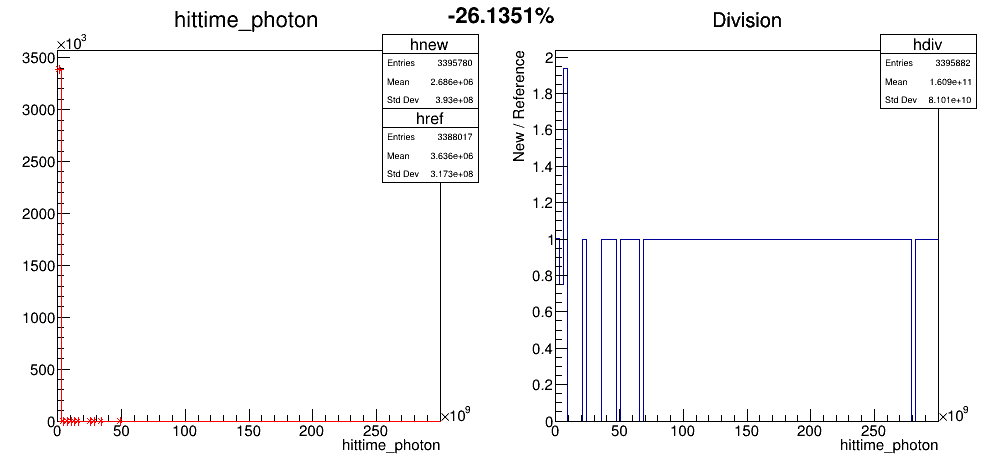 -26.1351%
hittime_photon
×10³
3500
3000
2500
2000
1500
1000
500
0
0 50 100 150 200 250
×10⁹
hittime_photon
hnew
Entries 3395780
Mean 2.686e+06
Std Dev 3.93e+08
href
Entries 3388017
Mean 3.636e+06
Std Dev 3.173e+08
Division
New / Reference
2
1.8
1.6
1.4
1.2
1
0.8
0.6
0.4
0.2
0
0 50 100 150 200 250
×10⁹
hittime_photon
hdiv
Entries 3395882
Mean 1.609e+11
Std Dev 8.101e+10